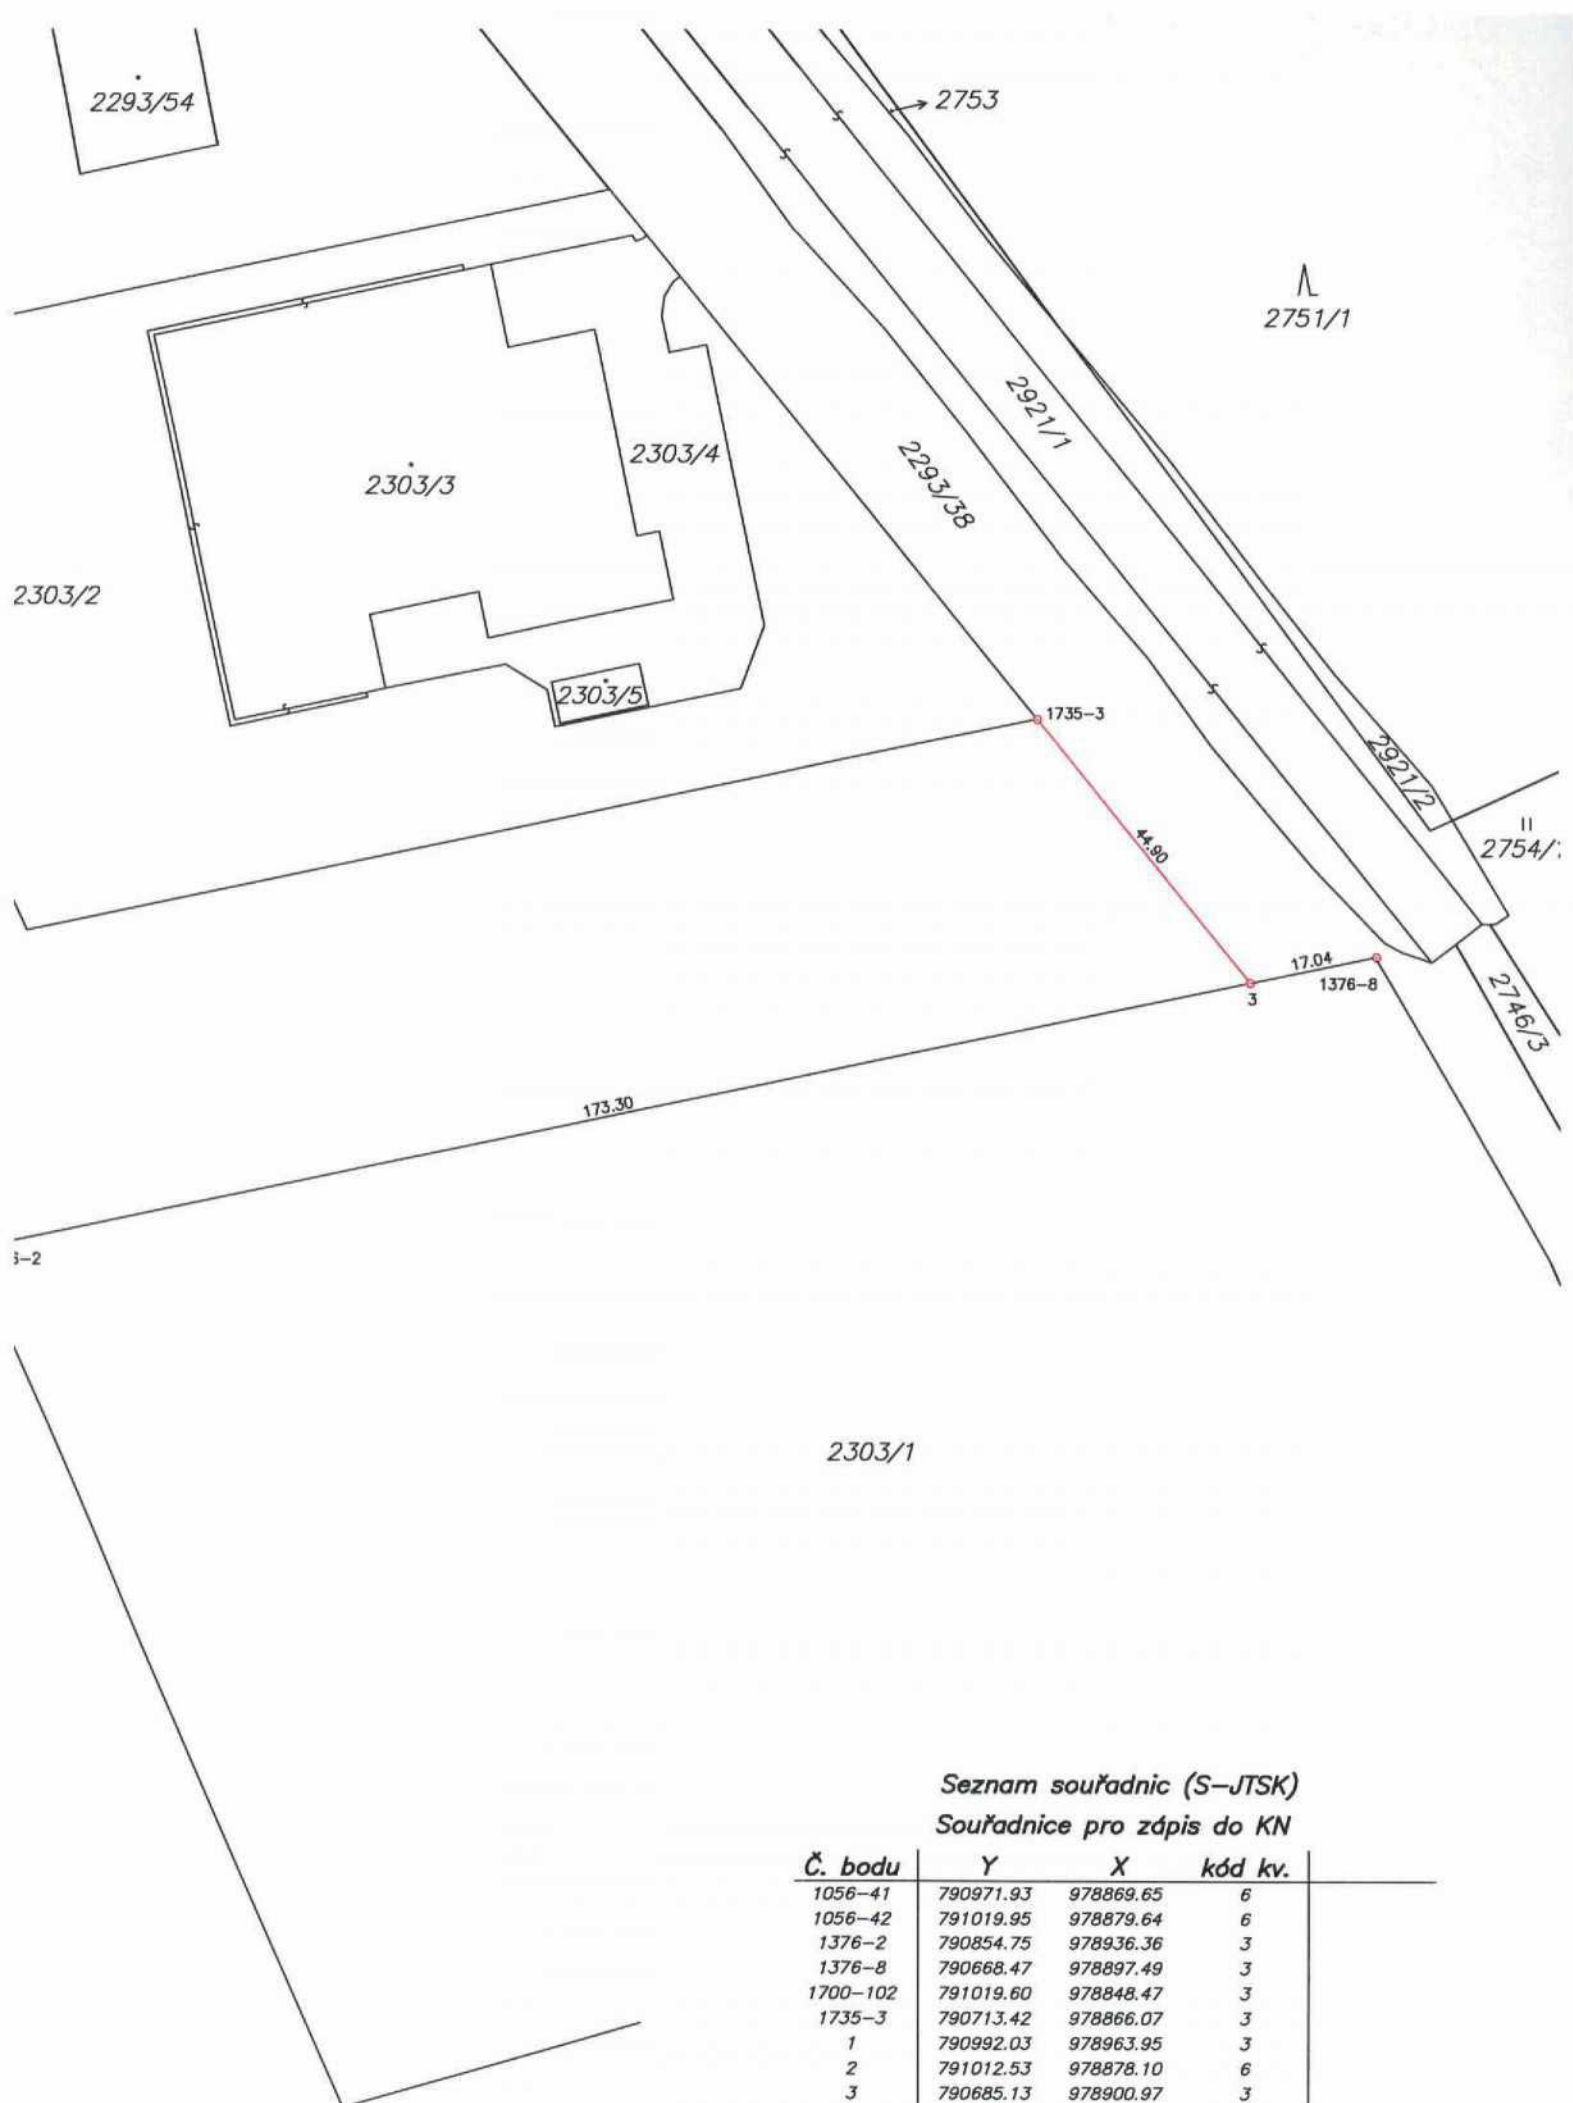 2293/54
2753
2751/1
2921/1
2303/4
2293/38
2303/3
2303/2
2303/5
1735-3
2921/2
2754/
44.90
17.04
1376-8
3
2746/3
173.30
-2
2303/1
Seznam souřadnic (S-JTSK)
Souřadnice pro zápis do KN
Č. bodu Y X kód kv.
1056-41 790971.93 978869.65 6
1056-42 791019.95 978879.64 6
1376-2 790854.75 978936.36 3
1376-8 790668.47 978897.49 3
1700-102 791019.60 978848.47 3
1735-3 790713.42 978866.07 3
1 790992.03 978963.95 3
2 791012.53 978878.10 6
3 790685.13 978900.97 3